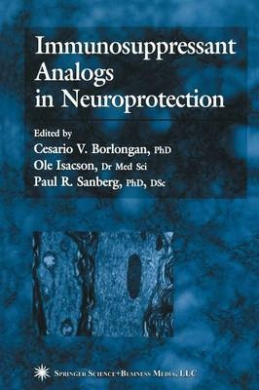 Immunosuppressant
Analogs
in Neuroprotection
Edited by
Cesario V. Borlongan, PhD
Ole Isacson, Dr Med Sci
Paul R. Sanberg, PhD, DSc
Springer Science+Business Media, LLC